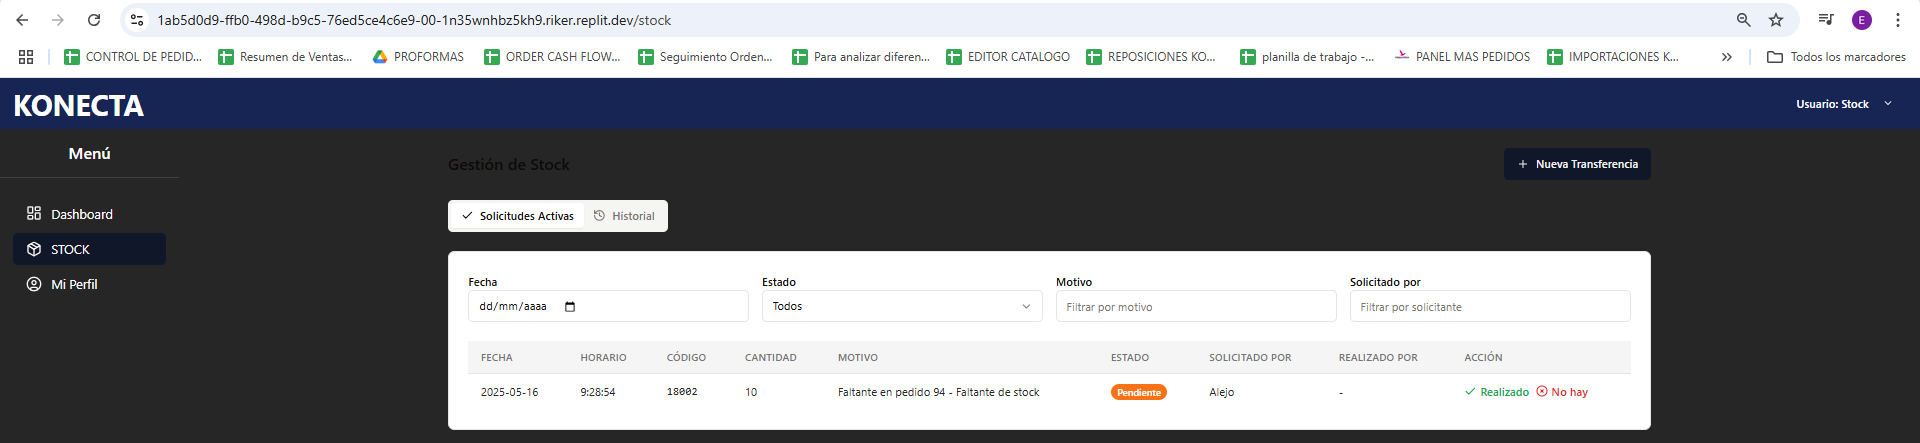 1ab5d0d9-ffb0-498d-b9c5-76ed5ce4c6e9-00-1n35wnhbz5kh9.riker.replit.dev/stock
E
CONTROL DE PEDID... Resumen de Ventas... PROFORMAS ORDER CASH FLOW... Seguimiento Orden... Para analizar diferen... EDITOR CATALOGO REPOSICIONES KO... planilla de trabajo -... PANEL MAS PEDIDOS IMPORTACIONES K... » Todos los marcadores
KONECTA Usuario: Stock
Menú
Gestión de Stock + Nueva Transferencia
Dashboard
Solicitudes Activas Historial
STOCK
Mi Perfil
Fecha Estado Motivo Solicitado por
dd/mm/aaaa Todos Filtrar por motivo Filtrar por solicitante
FECHA HORARIO CÓDIGO CANTIDAD MOTIVO ESTADO SOLICITADO POR REALIZADO POR ACCIÓN
2025-05-16 9:28:54 18002 10 Faltante en pedido 94 - Faltante de stock Pendiente Alejo - Realizado No hay